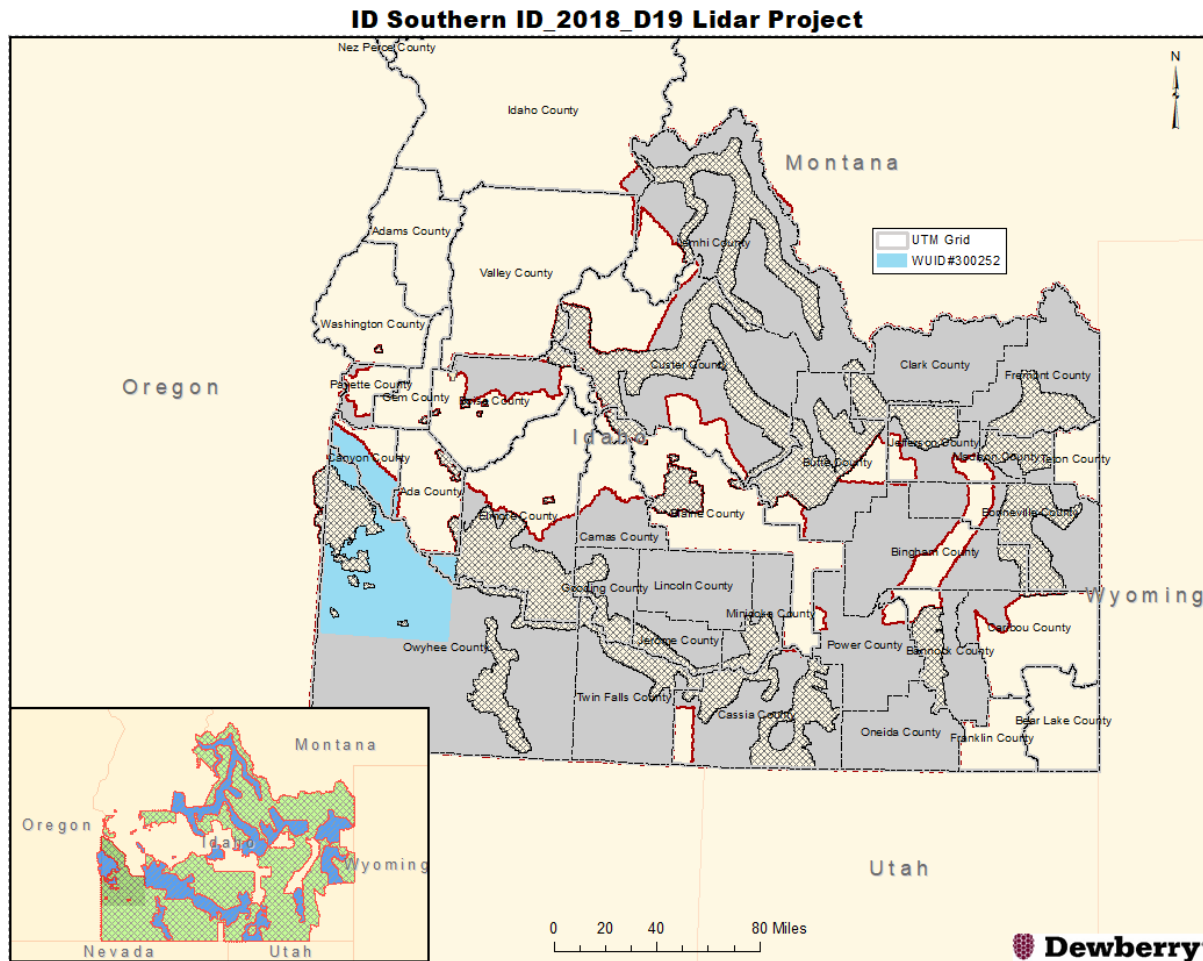 ID Southern ID_2018_D19 Lidar Project
Nez Perce County
N
Idaho County
Montana
Adams County
Lemhi County
UTM Grid
WUID#300252
Valley County
Washington County
Oregon
Payette County
Gem County
Boise County
Custer County
Clark County
Fremont County
Idaho
Jefferson County
Madison County
Teton County
Canyon County
Butte County
Ada County
Elmore County
Blaine County
Bonneville County
Camas County
Bingham County
Gooding County
Lincoln County
Wyoming
Minidoka County
Caribou County
Jerome County
Power County
Bannock County
Owyhee County
Twin Falls County
Cassia County
Bear Lake County
Oneida County
Franklin County
Montana
Oregon
Idaho
Wyoming
Nevada
Utah
Utah
0 20 40 80 Miles
Dewberry